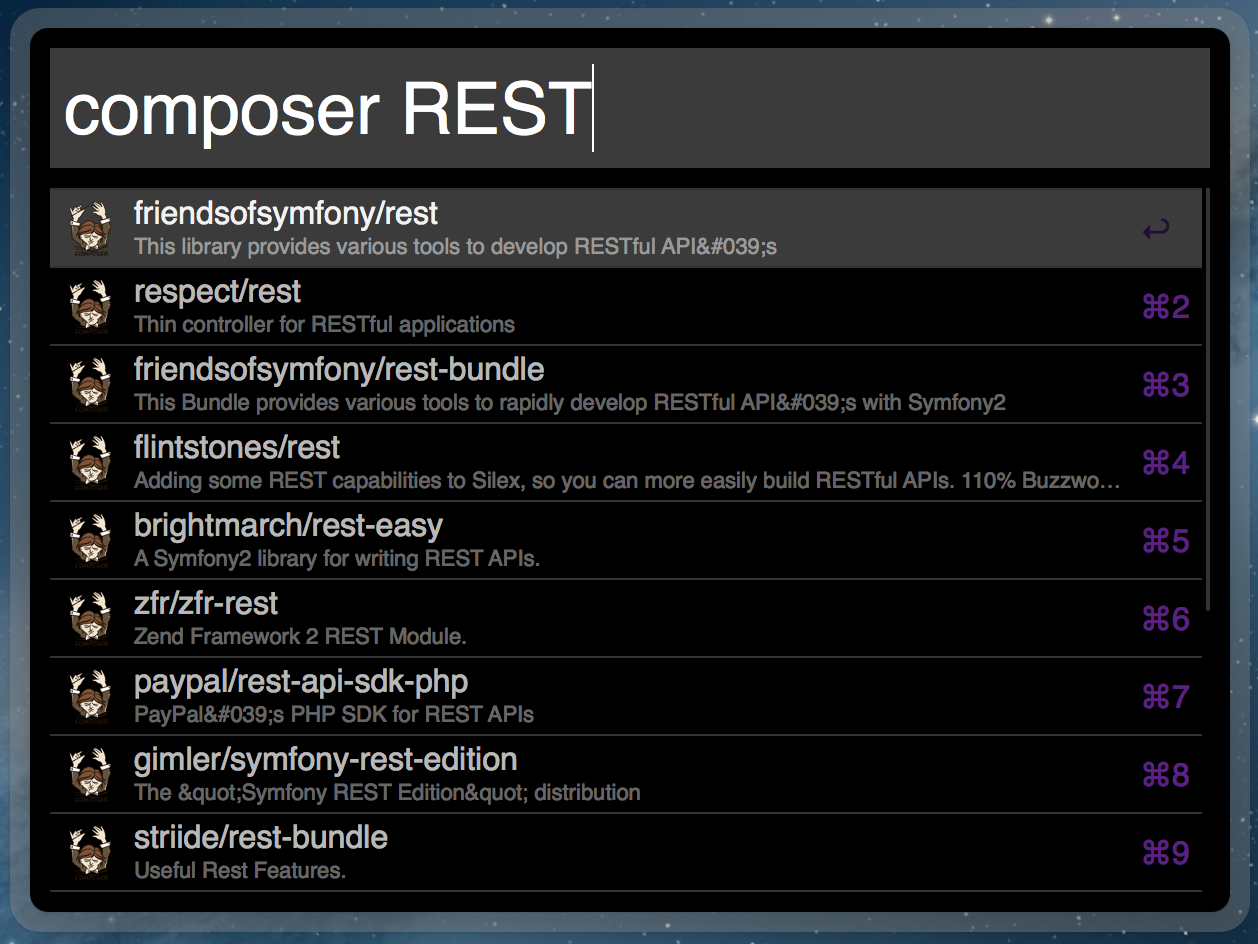 composer REST
friendsofsymfony/rest
This library provides various tools to develop RESTful API&#039;s
respect/rest
⌘2
Thin controller for RESTful applications
friendsofsymfony/rest-bundle
⌘3
This Bundle provides various tools to rapidly develop RESTful API&#039;s with Symfony2
flintstones/rest
⌘4
Adding some REST capabilities to Silex, so you can more easily build RESTful APIs. 110% Buzzwo…
brightmarch/rest-easy
⌘5
A Symfony2 library for writing REST APIs.
zfr/zfr-rest
⌘6
Zend Framework 2 REST Module.
paypal/rest-api-sdk-php
⌘7
PayPal&#039;s PHP SDK for REST APIs
gimler/symfony-rest-edition
⌘8
The &quot;Symfony REST Edition&quot; distribution
striide/rest-bundle
⌘9
Useful Rest Features.